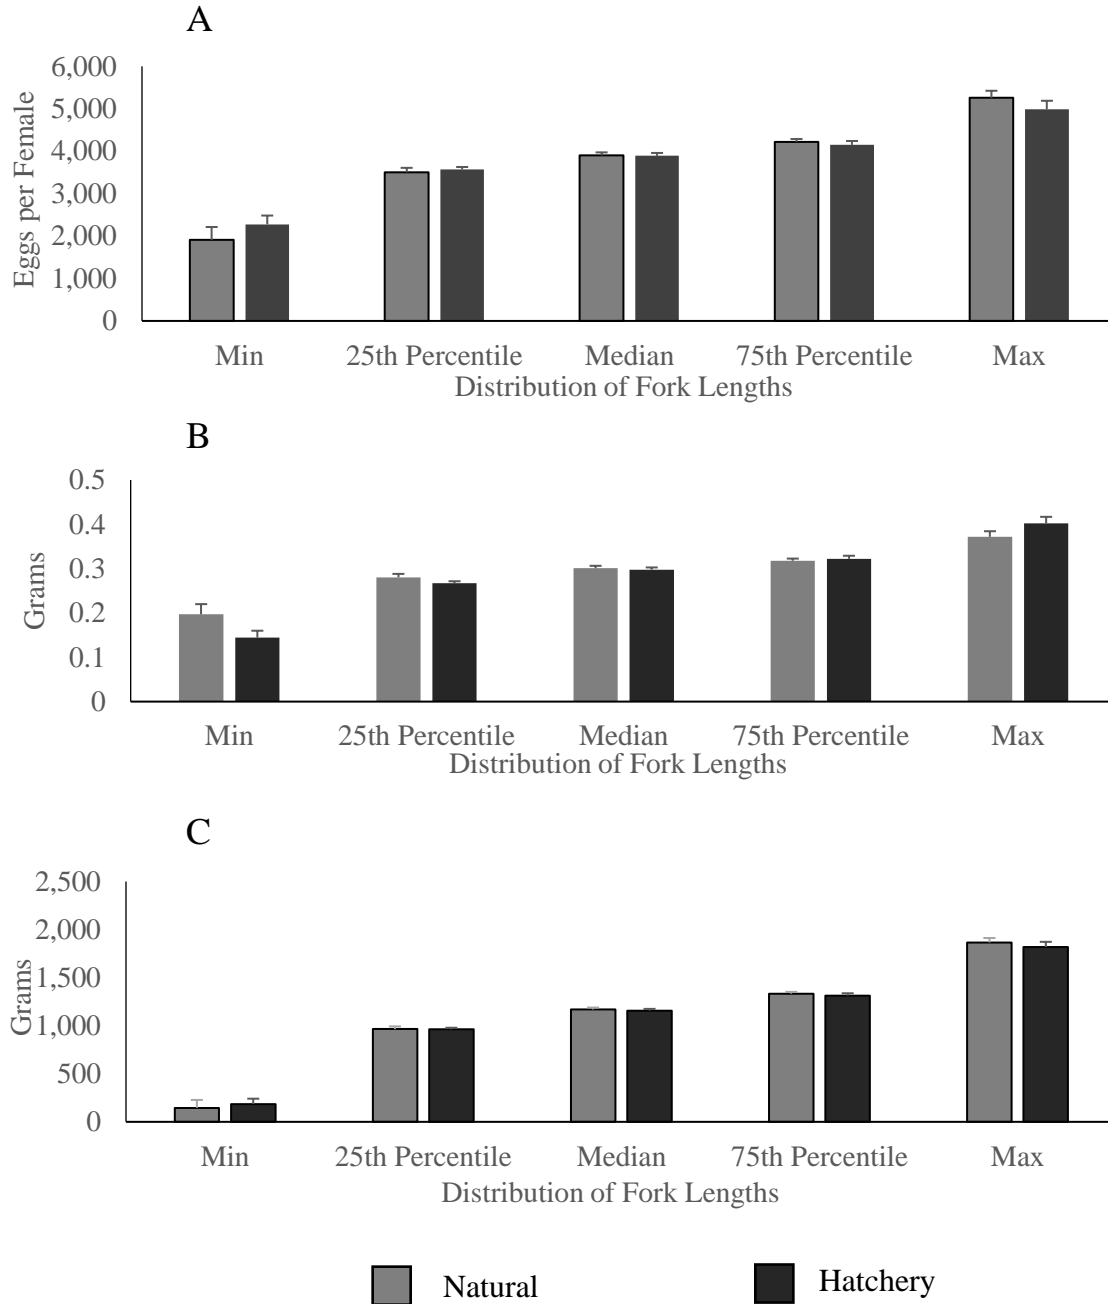 A
Eggs per Female
6,000
5,000
4,000
3,000
2,000
1,000
0
Min 25th Percentile Median 75th Percentile Max
Distribution of Fork Lengths
B
Grams
0.5
0.4
0.3
0.2
0.1
0
Min 25th Percentile Median 75th Percentile Max
Distribution of Fork Lengths
C
Grams
2,500
2,000
1,500
1,000
500
0
Min 25th Percentile Median 75th Percentile Max
Distribution of Fork Lengths
Natural Hatchery